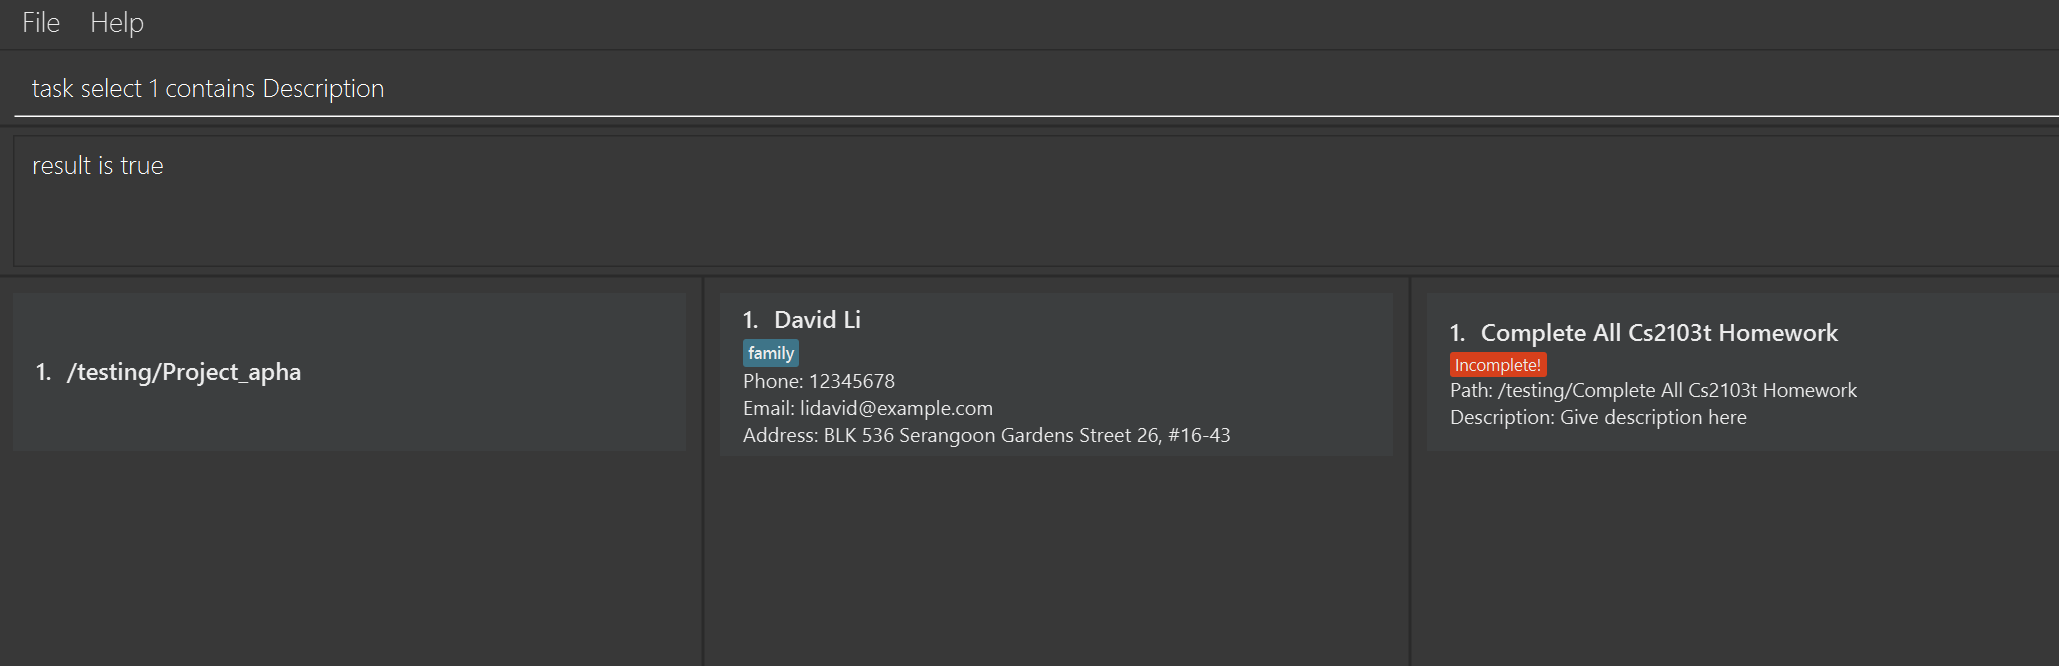 File Help
task select 1 contains Description
result is true
1. /testing/Project_apha
1. David Li
family
Phone: 12345678
Email: lidavid@example.com
Address: BLK 536 Serangoon Gardens Street 26, #16-43
1. Complete All Cs2103t Homework
Incomplete!
Path: /testing/Complete All Cs2103t Homework
Description: Give description here